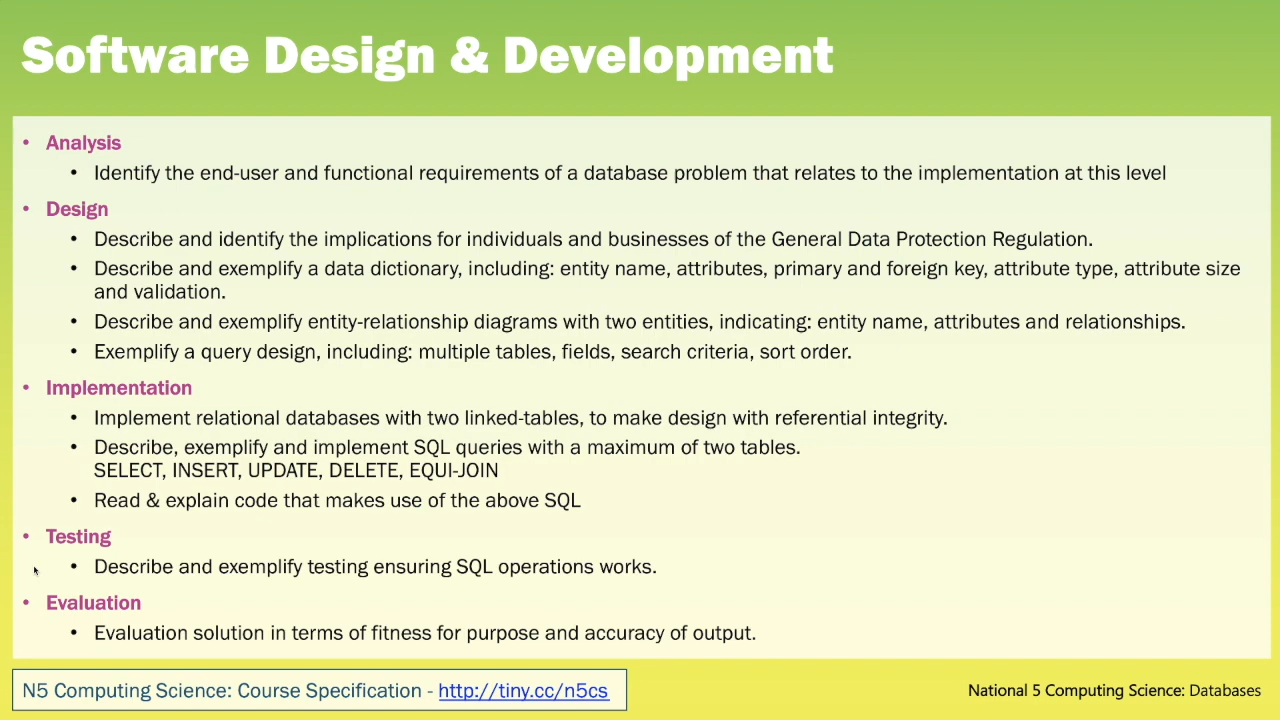 Software Design & Development
• Analysis
• Identify the end-user and functional requirements of a database problem that relates to the implementation at this level
• Design
• Describe and identify the implications for individuals and businesses of the General Data Protection Regulation.
• Describe and exemplify a data dictionary, including: entity name, attributes, primary and foreign key, attribute type, attribute size
and validation.
• Describe and exemplify entity-relationship diagrams with two entities, indicating: entity name, attributes and relationships.
• Exemplify a query design, including: multiple tables, fields, search criteria, sort order.
• Implementation
• Implement relational databases with two linked-tables, to make design with referential integrity.
• Describe, exemplify and implement SQL queries with a maximum of two tables.
SELECT, INSERT, UPDATE, DELETE, EQUI-JOIN
• Read & explain code that makes use of the above SQL
• Testing
• Describe and exemplify testing ensuring SQL operations works.
• Evaluation
• Evaluation solution in terms of fitness for purpose and accuracy of output.
N5 Computing Science: Course Specification - http://tiny.cc/n5cs
National 5 Computing Science: Databases